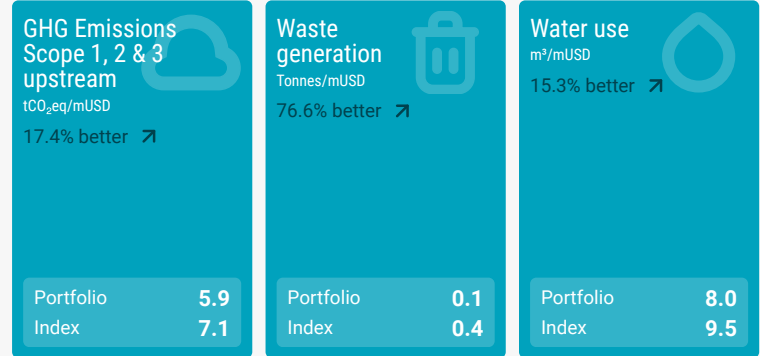 GHG Emissions
Scope 1, 2 & 3
upstream
tCO₂eq/mUSD
17.4% better
Portfolio 5.9
Index 7.1
Waste
generation
Tonnes/mUSD
76.6% better
Portfolio 0.1
Index 0.4
Water use
m³/mUSD
15.3% better
Portfolio 8.0
Index 9.5